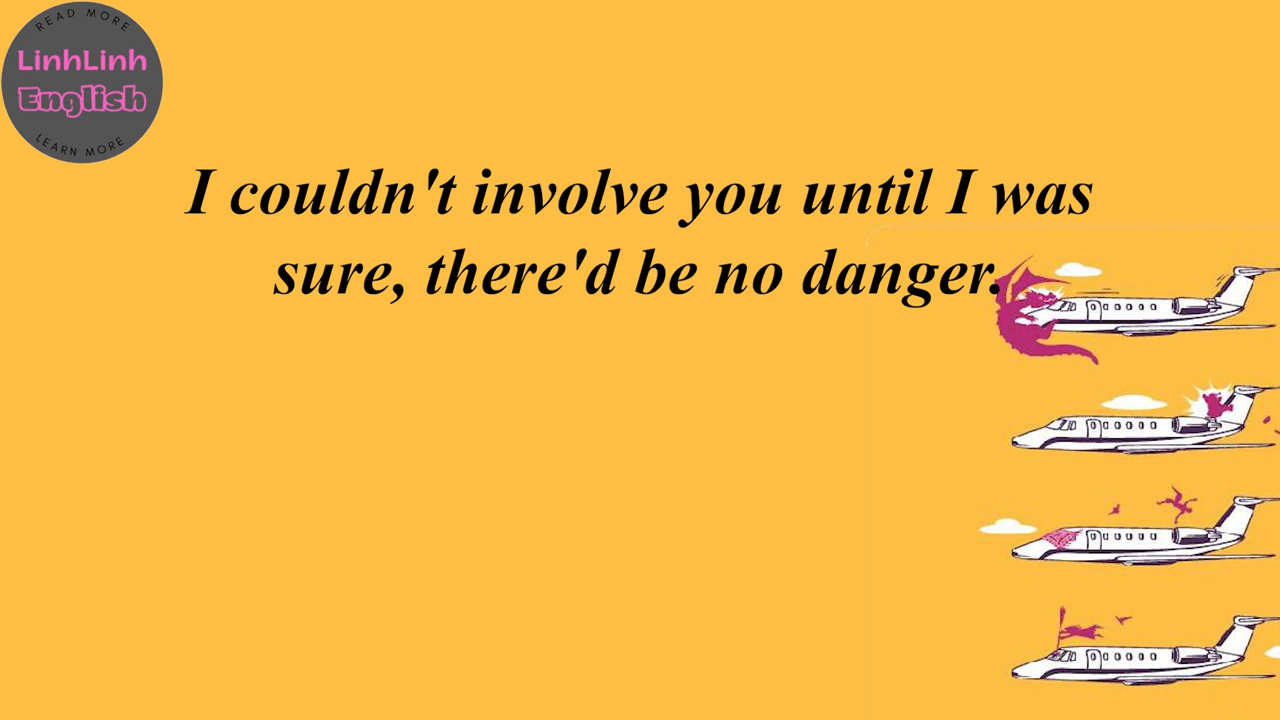 READ MORE
LinhLinh
English
LEARN MORE
I couldn't involve you until I was
sure, there'd be no danger.